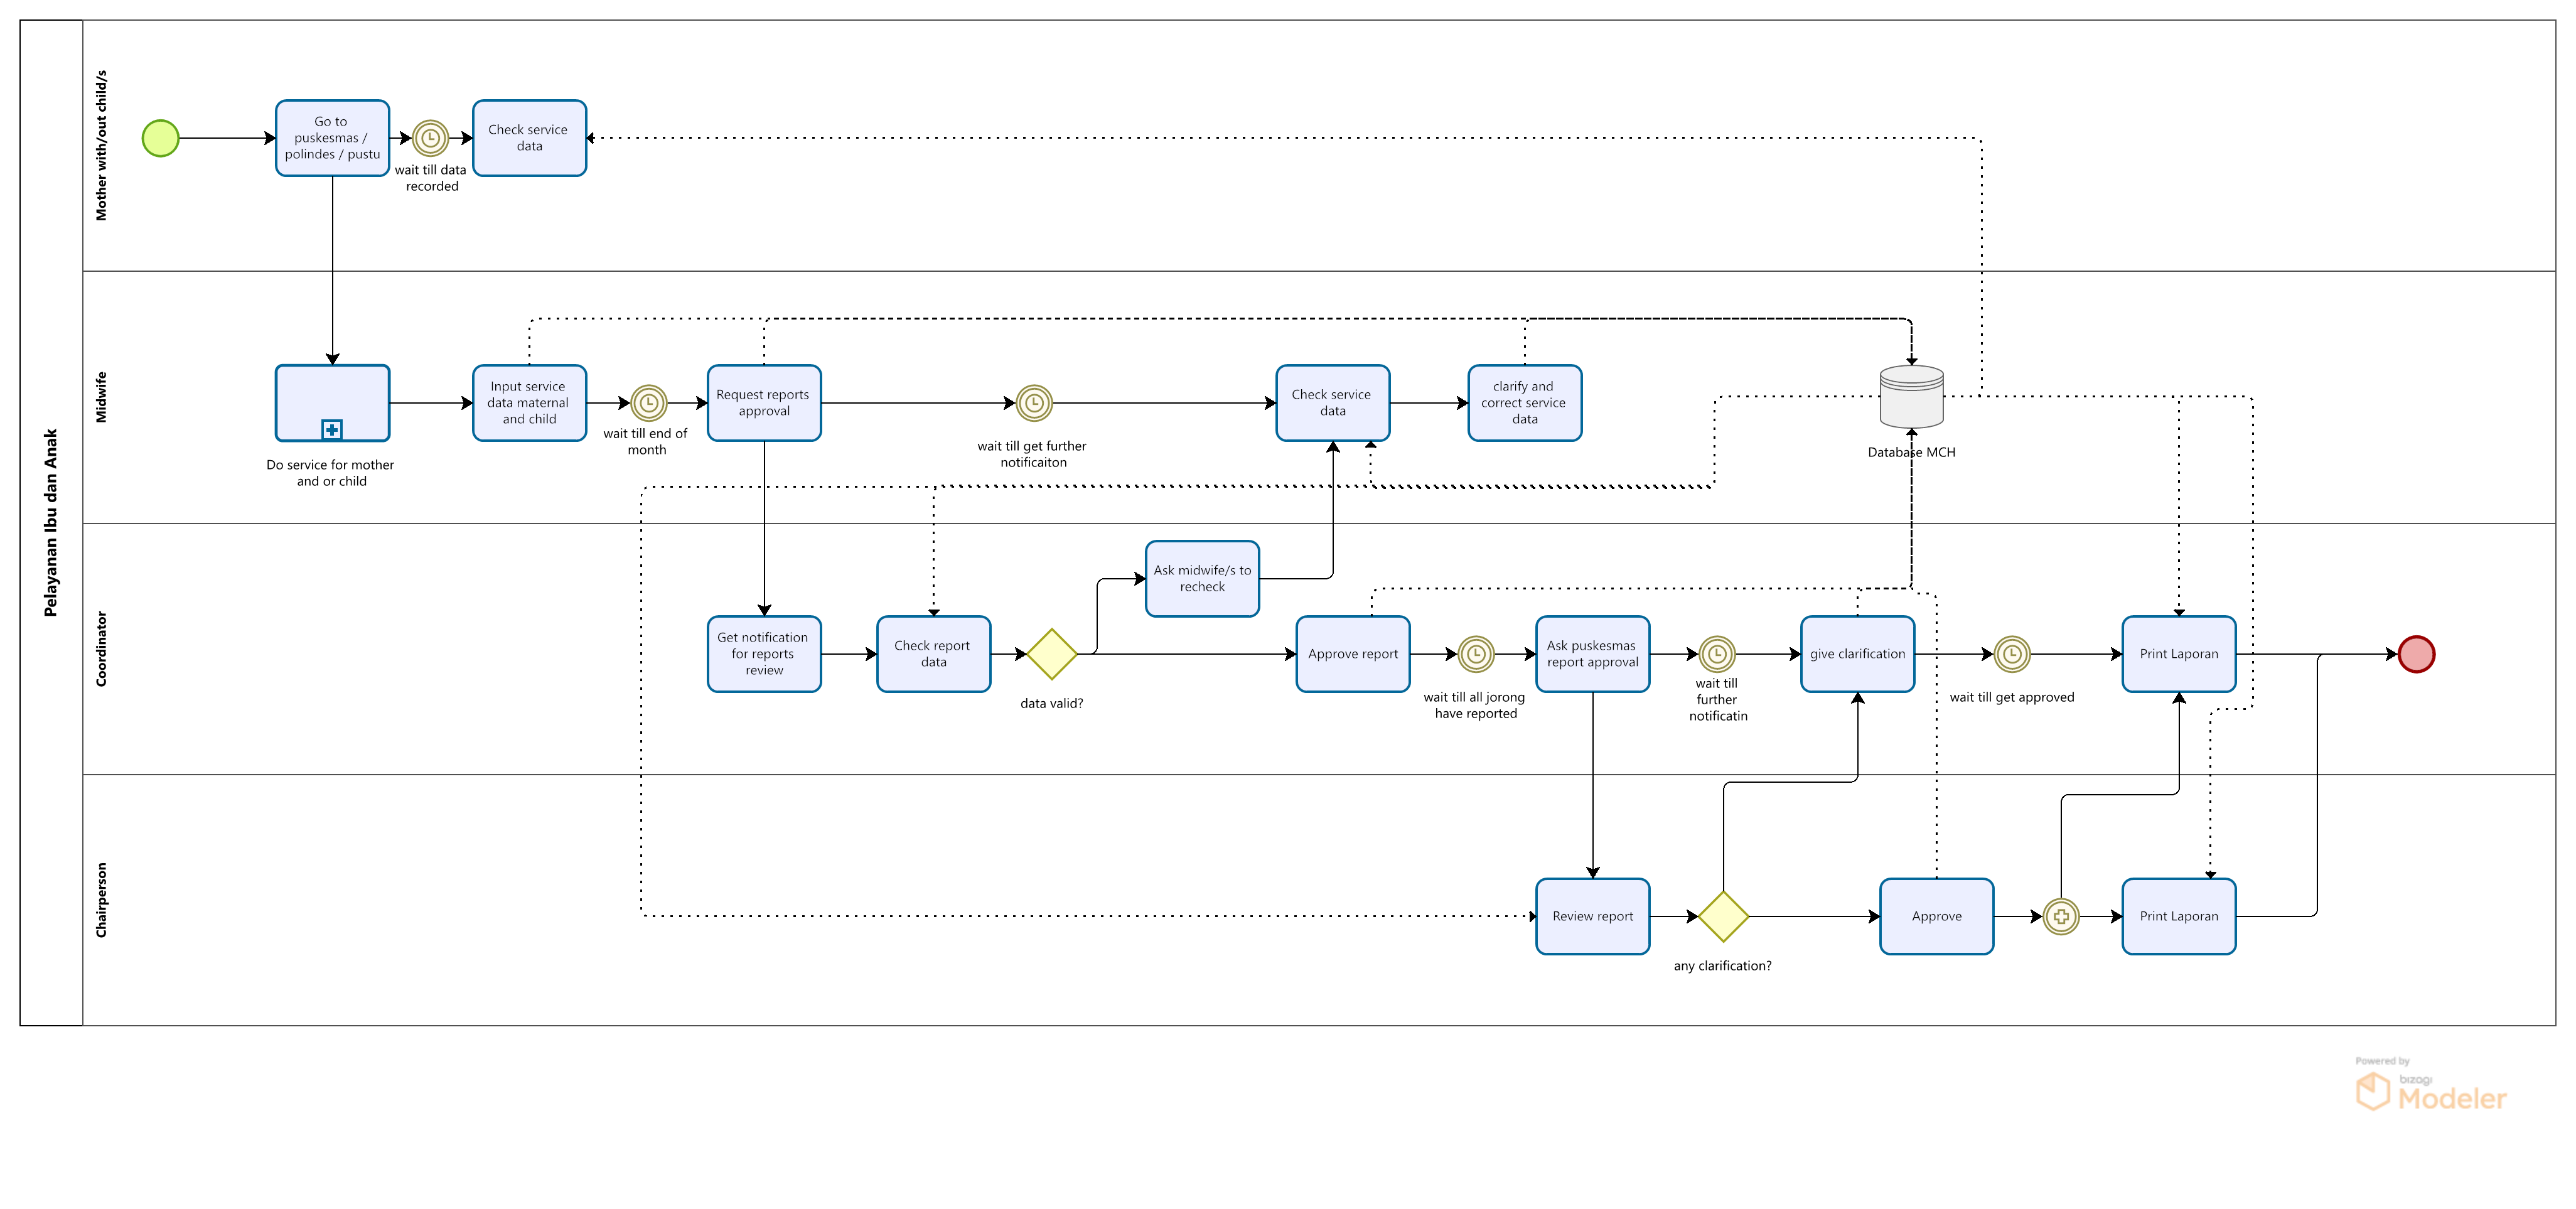 Pelayanan Ibu dan Anak
Mother with/out child/s
Go to
puskesmas /
polindes / pustu
wait till data
recorded
Check service
data
Midwife
Do service for mother
and or child
Input service
data maternal
and child
wait till end of
month
Request reports
approval
wait till get further
notificaiton
Check service
data
clarify and
correct service
data
Database MCH
Coordinator
Get notification
for reports
review
Check report
data
data valid?
Ask midwife/s to
recheck
Approve report
wait till all jorong
have reported
Ask puskesmas
report approval
wait till
further
notificatin
give clarification
wait till get approved
Print Laporan
Chairperson
Review report
any clarification?
Approve
Print Laporan
Powered by
bizagi
Modeler